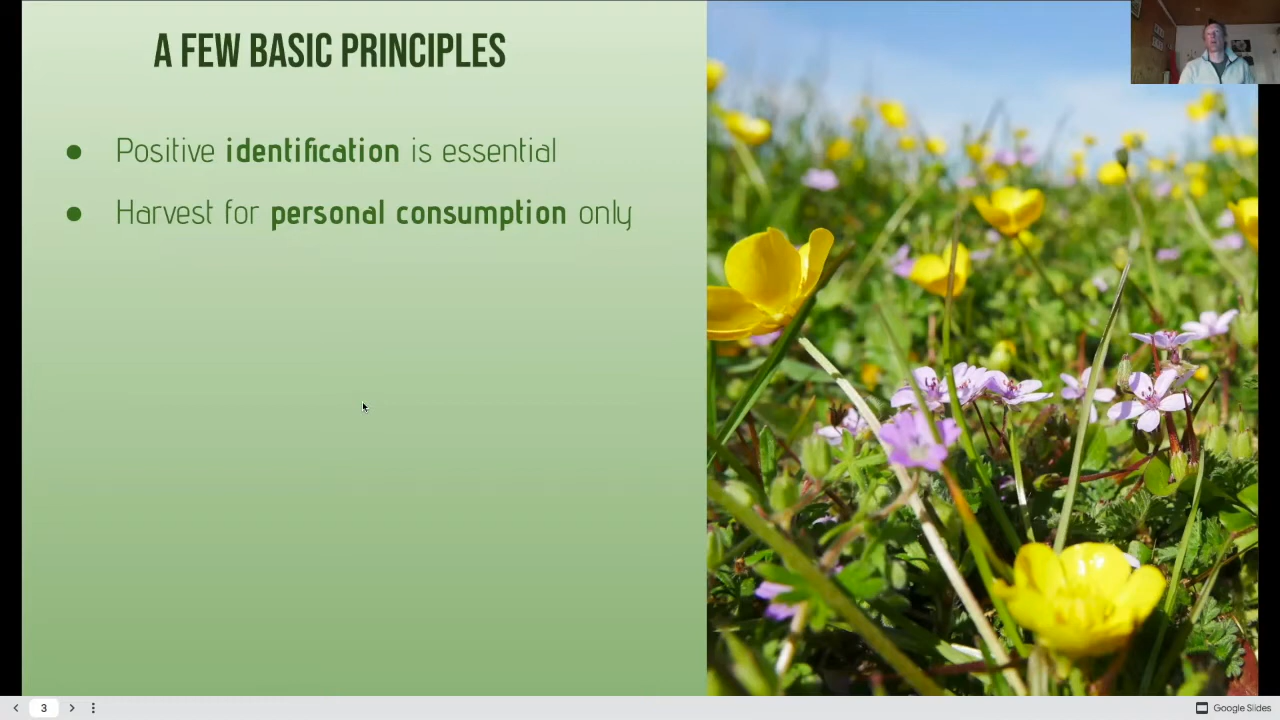 A FEW BASIC PRINCIPLES
● Positive identification is essential
● Harvest for personal consumption only
3
Google Slides